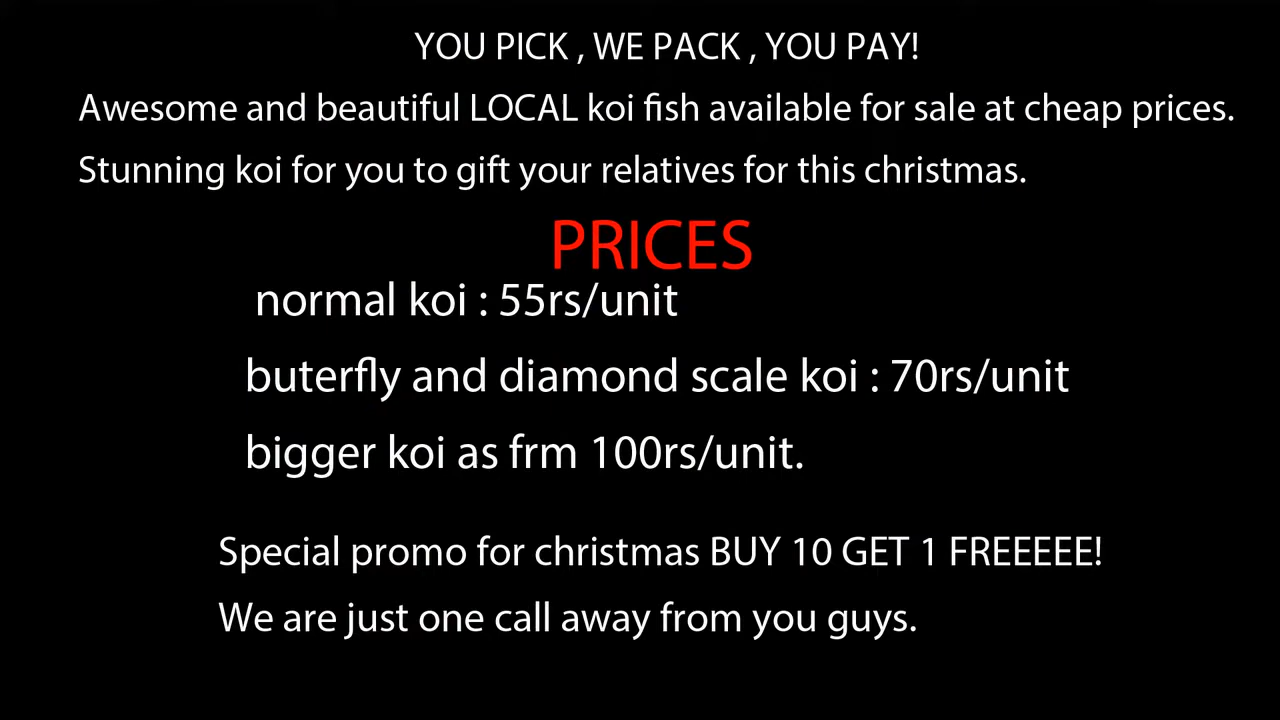 YOU PICK , WE PACK , YOU PAY!
Awesome and beautiful LOCAL koi fish available for sale at cheap prices.
Stunning koi for you to gift your relatives for this christmas.
PRICES
normal koi : 55rs/unit
buterfly and diamond scale koi : 70rs/unit
bigger koi as frm 100rs/unit.
Special promo for christmas BUY 10 GET 1 FREEEEE!
We are just one call away from you guys.